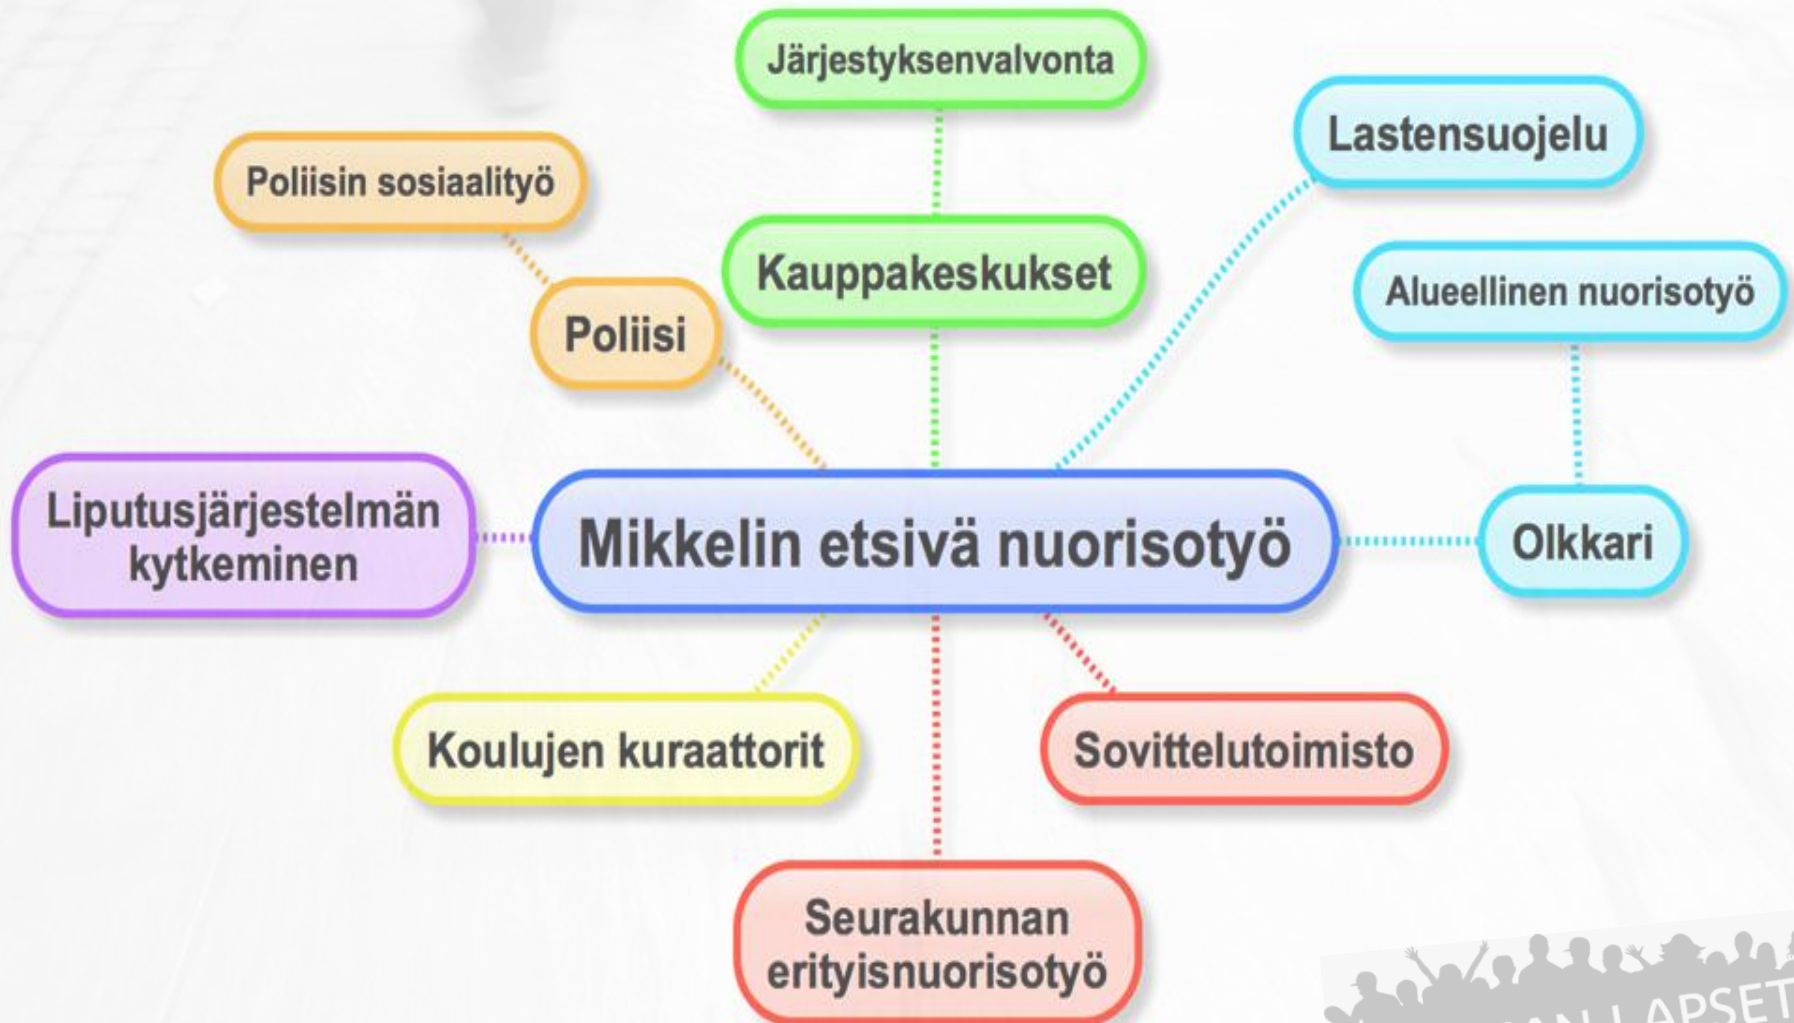 Järjestyksenvalvonta
Lastensuojelu
Poliisin sosiaalityö
Kauppakeskukset
Alueellinen nuorisotyö
Poliisi
Liputusjärjestelmän
kytkeminen
Mikkelin etsivä nuorisotyö
Olkkari
Koulujen kuraattorit
Sovittelutoimisto
Seurakunnan
erityisnuorisotyö
LAPSET